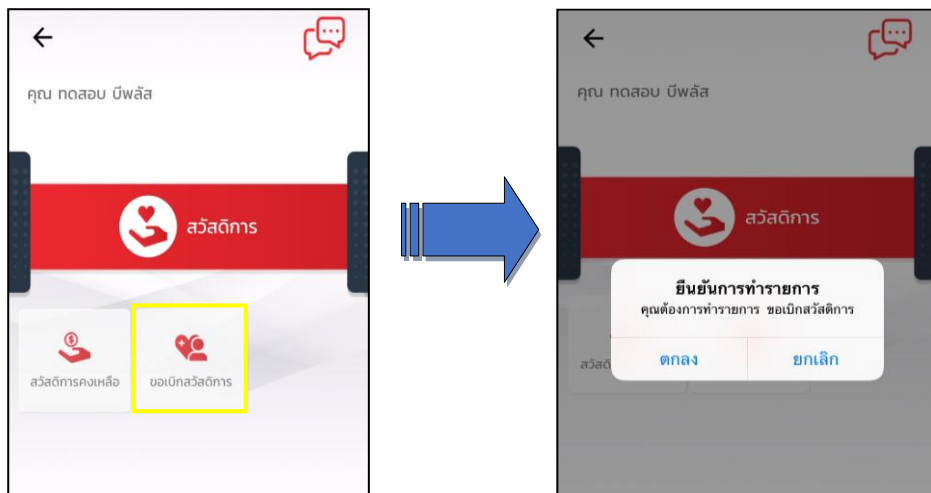 คุณ ทดสอบ บีพลัส
สวัสดิการ
สวัสดิการคงเหลือ
ขอเบิกสวัสดิการ
คุณ ทดสอบ บีพลัส
สวัสดิการ
ยืนยันการทำรายการ
คุณต้องการทำรายการ ขอเบิกสวัสดิการ
ตกลง
ยกเลิก